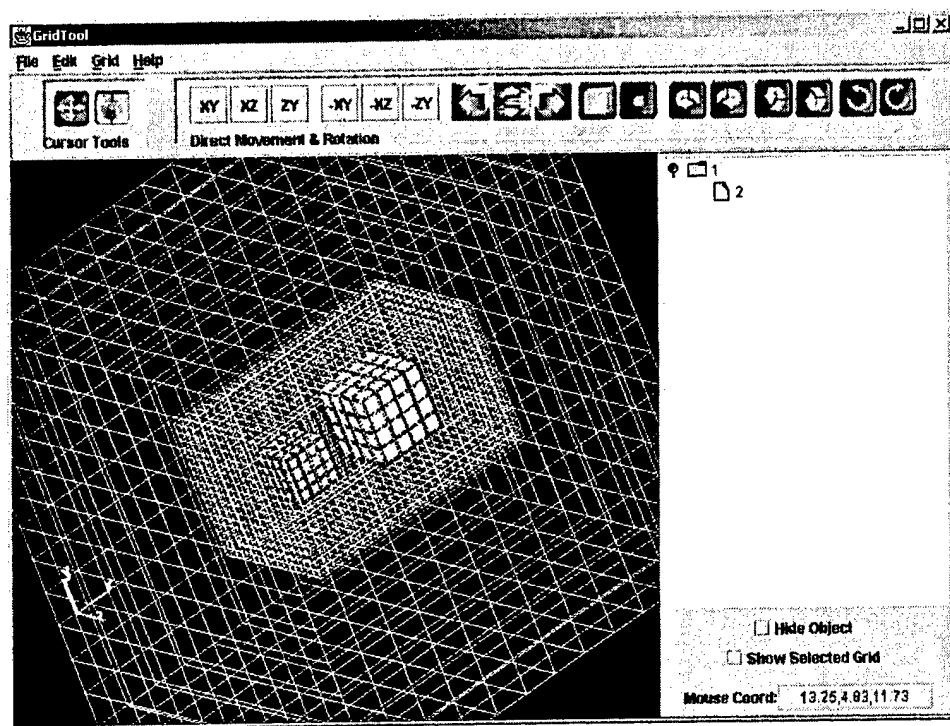 GridTool
File Edit Grid Help
XY XZ ZY -XY -XZ -ZY
Cursor Tools
Direct Movement & Rotation
1
2
Hide Object
Show Selected Grid
Mouse Coord: 13.25,4.83,11.73